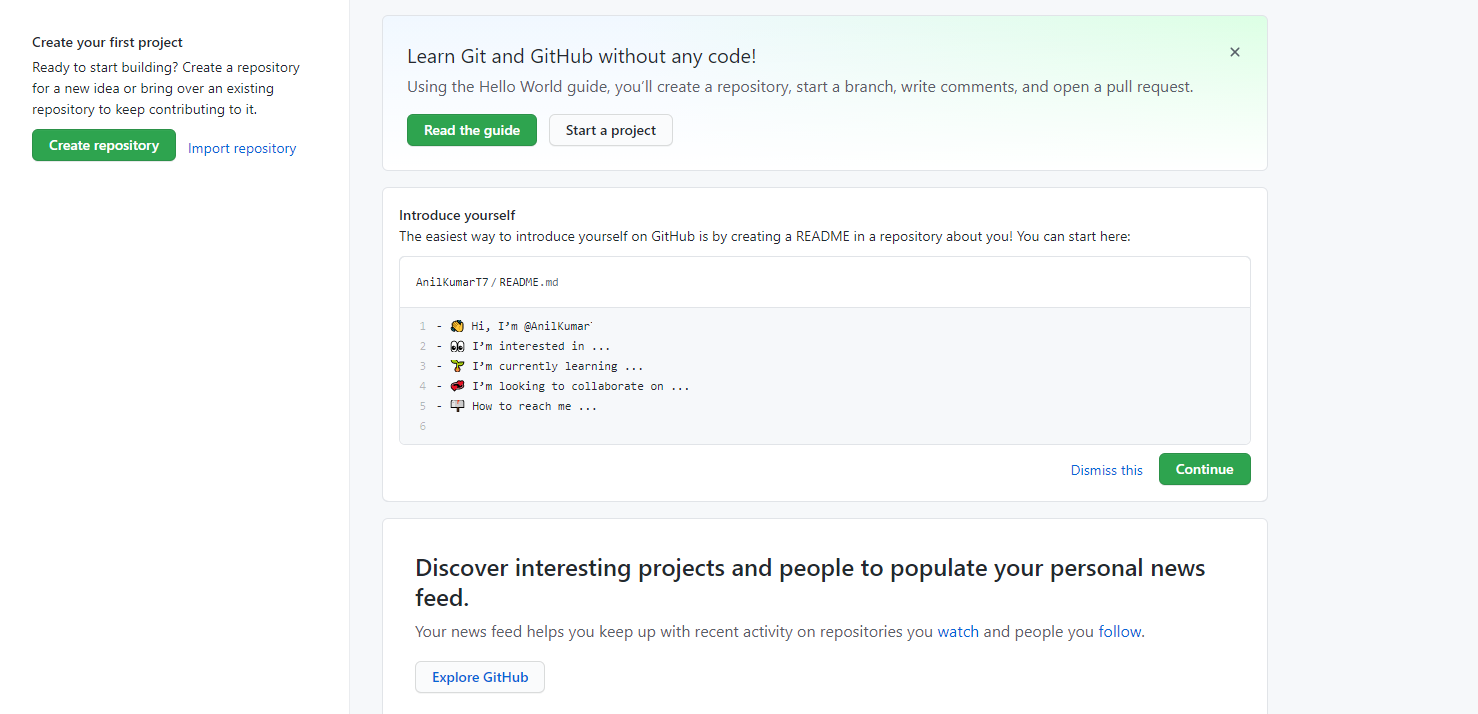 Create your first project
Ready to start building? Create a repository
for a new idea or bring over an existing
repository to keep contributing to it.
Create repository
Import repository
Learn Git and GitHub without any code!
Using the Hello World guide, you’ll create a repository, start a branch, write comments, and open a pull request.
Read the guide
Start a project
Introduce yourself
The easiest way to introduce yourself on GitHub is by creating a README in a repository about you! You can start here:
AnilKumarT7/README.md
1 - 👋 Hi, I’m @AnilKumar
2 - 👀 I’m interested in ...
3 - 🌱 I’m currently learning ...
4 - 💞️ I’m looking to collaborate on ...
5 - 📫 How to reach me ...
6
Dismiss this
Continue
Discover interesting projects and people to populate your personal news
feed.
Your news feed helps you keep up with recent activity on repositories you watch and people you follow.
Explore GitHub